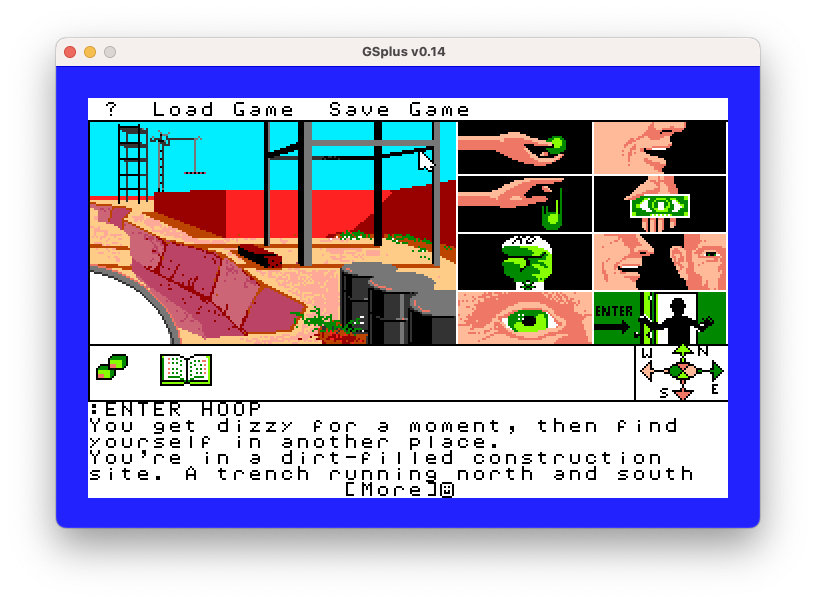 GSplus v0.14
? Load Game Save Game
ENTER
W N
S E
:ENTER HOOP
You get dizzy for a moment, then find
yourself in another place.
You're in a dirt-filled construction
site. A trench running north and south
[More]